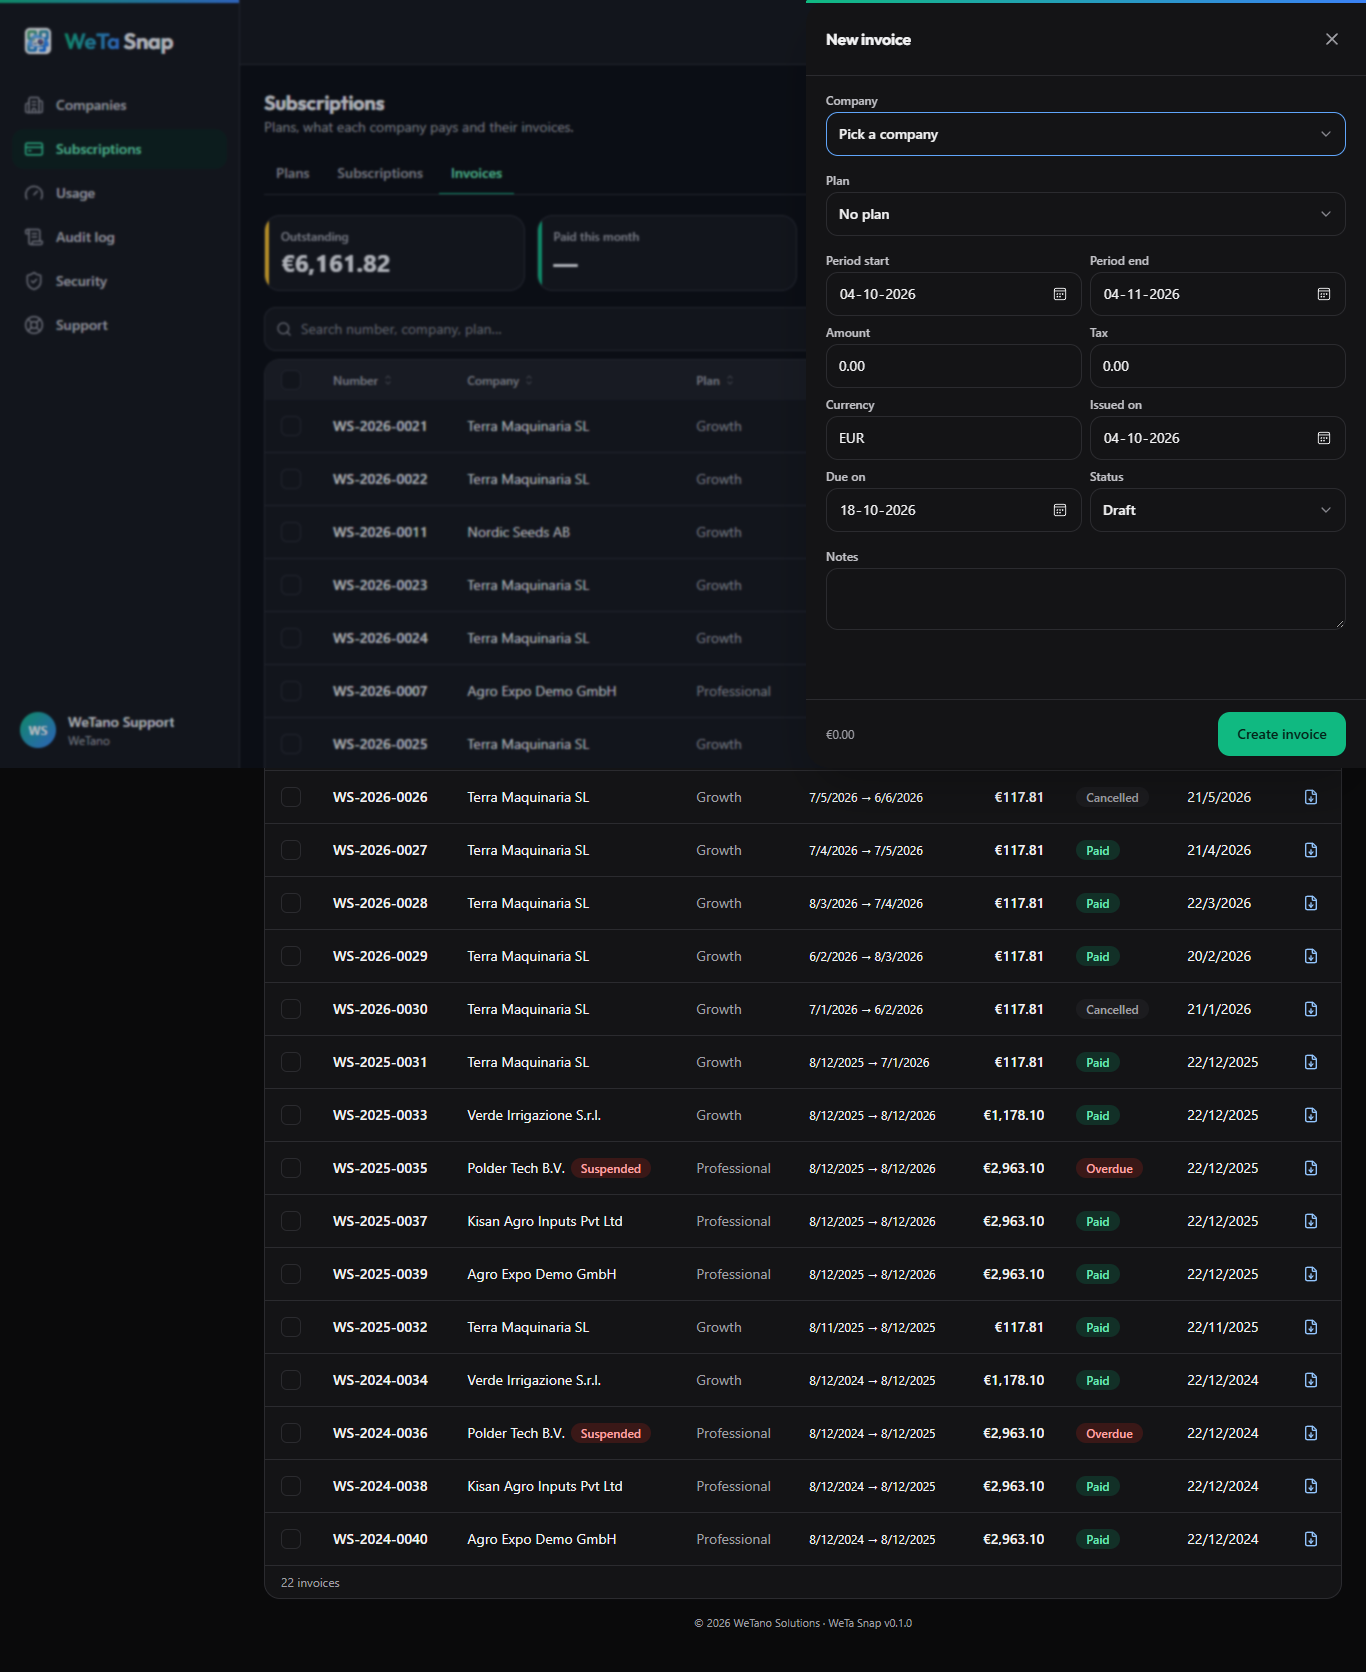 WeTa Snap
Companies
Subscriptions
Usage
Audit log
Security
Support
WS
WeTano Support
WeTano
Subscriptions
Plans, what each company pays and their invoices.
Plans Subscriptions Invoices
Outstanding
€6,161.82
Paid this month
—
Search number, company, plan...
Number Company Plan
WS-2026-0021 Terra Maquinaria SL Growth
WS-2026-0022 Terra Maquinaria SL Growth
WS-2026-0011 Nordic Seeds AB Growth
WS-2026-0023 Terra Maquinaria SL Growth
WS-2026-0024 Terra Maquinaria SL Growth
WS-2026-0007 Agro Expo Demo GmbH Professional
WS-2026-0025 Terra Maquinaria SL Growth
WS-2026-0026 Terra Maquinaria SL Growth 7/5/2026 → 6/6/2026 €117.81 Cancelled 21/5/2026
WS-2026-0027 Terra Maquinaria SL Growth 7/4/2026 → 7/5/2026 €117.81 Paid 21/4/2026
WS-2026-0028 Terra Maquinaria SL Growth 8/3/2026 → 7/4/2026 €117.81 Paid 22/3/2026
WS-2026-0029 Terra Maquinaria SL Growth 6/2/2026 → 8/3/2026 €117.81 Paid 20/2/2026
WS-2026-0030 Terra Maquinaria SL Growth 7/1/2026 → 6/2/2026 €117.81 Cancelled 21/1/2026
WS-2025-0031 Terra Maquinaria SL Growth 8/12/2025 → 7/1/2026 €117.81 Paid 22/12/2025
WS-2025-0033 Verde Irrigazione S.r.l. Growth 8/12/2025 → 8/12/2026 €1,178.10 Paid 22/12/2025
WS-2025-0035 Polder Tech B.V. Suspended Professional 8/12/2025 → 8/12/2026 €2,963.10 Overdue 22/12/2025
WS-2025-0037 Kisan Agro Inputs Pvt Ltd Professional 8/12/2025 → 8/12/2026 €2,963.10 Paid 22/12/2025
WS-2025-0039 Agro Expo Demo GmbH Professional 8/12/2025 → 8/12/2026 €2,963.10 Paid 22/12/2025
WS-2025-0032 Terra Maquinaria SL Growth 8/11/2025 → 8/12/2025 €117.81 Paid 22/11/2025
WS-2024-0034 Verde Irrigazione S.r.l. Growth 8/12/2024 → 8/12/2025 €1,178.10 Paid 22/12/2024
WS-2024-0036 Polder Tech B.V. Suspended Professional 8/12/2024 → 8/12/2025 €2,963.10 Overdue 22/12/2024
WS-2024-0038 Kisan Agro Inputs Pvt Ltd Professional 8/12/2024 → 8/12/2025 €2,963.10 Paid 22/12/2024
WS-2024-0040 Agro Expo Demo GmbH Professional 8/12/2024 → 8/12/2025 €2,963.10 Paid 22/12/2024
22 invoices
© 2026 WeTano Solutions · WeTa Snap v0.1.0
New invoice
Company
Pick a company
Plan
No plan
Period start Period end
04-10-2026 04-11-2026
Amount Tax
0.00 0.00
Currency Issued on
EUR 04-10-2026
Due on Status
18-10-2026 Draft
Notes
€0.00 Create invoice